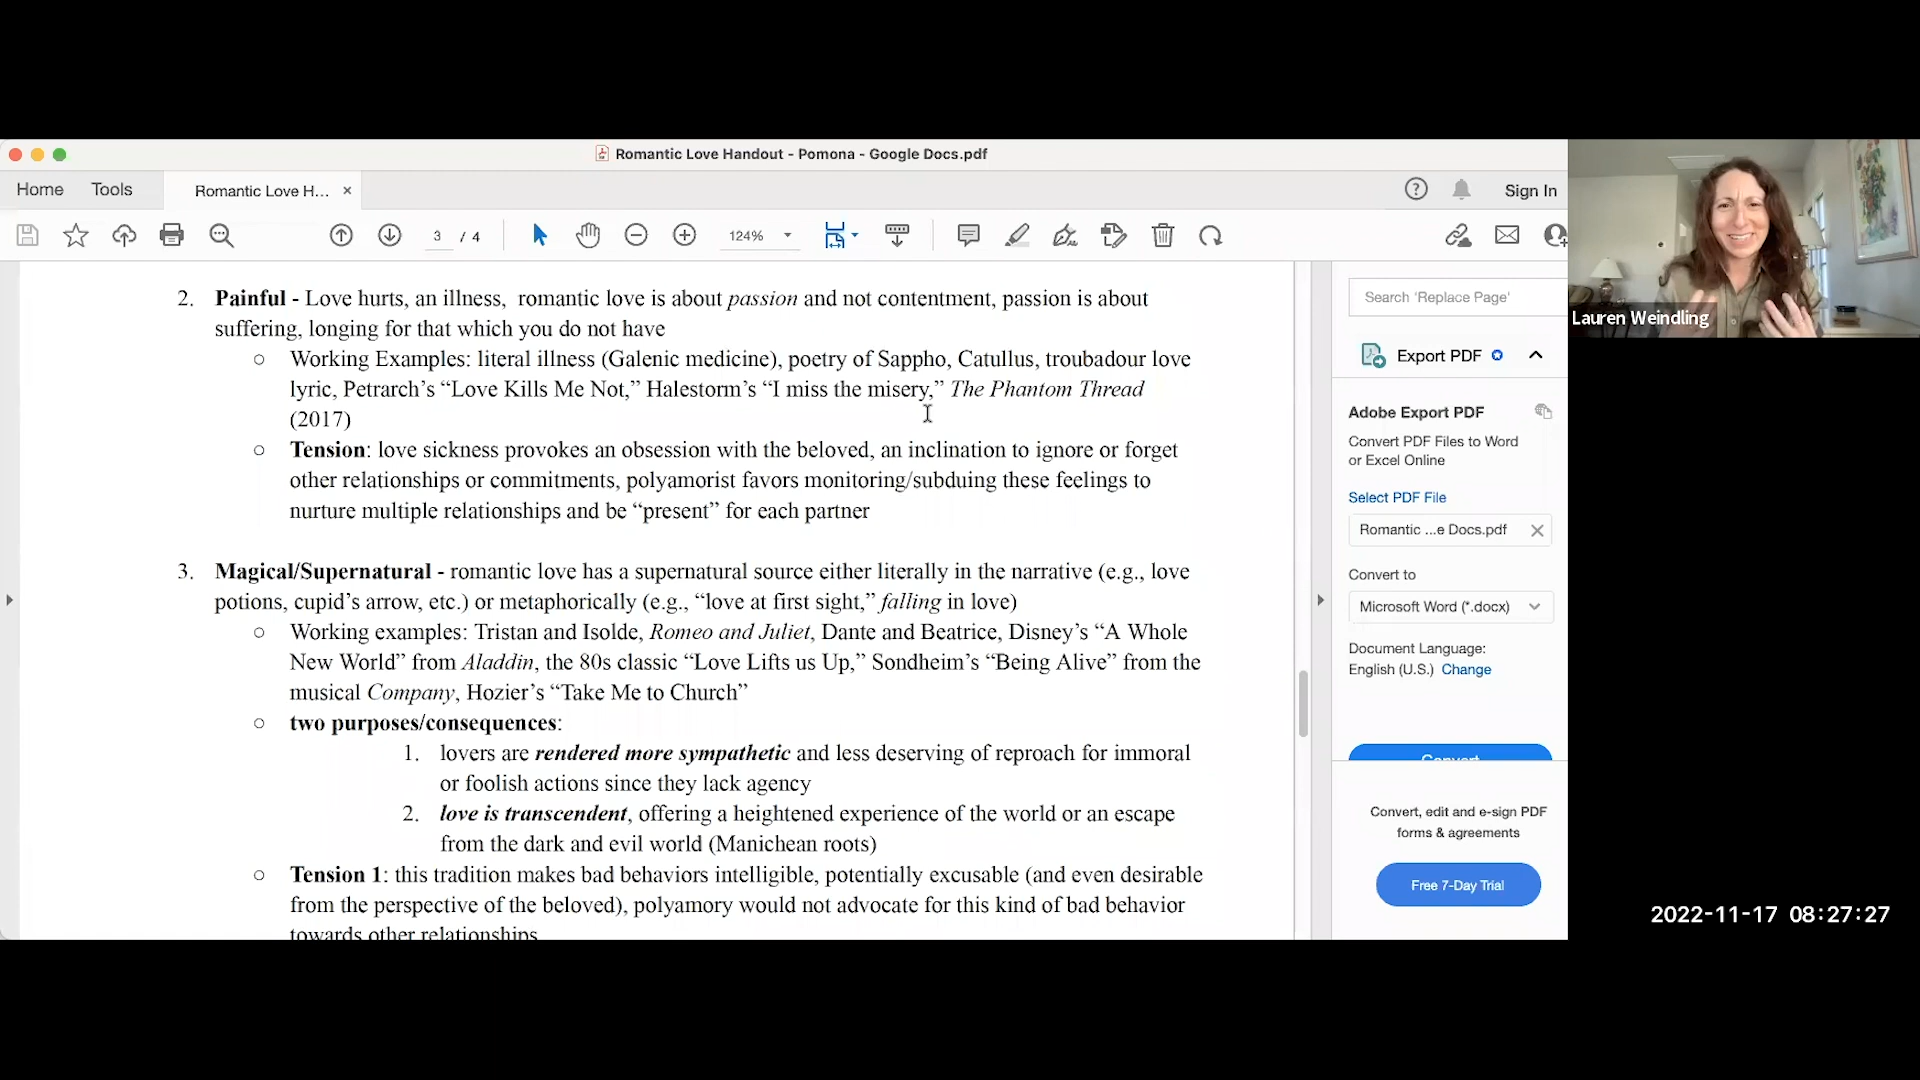 Romantic Love Handout - Pomona - Google Docs.pdf
Home Tools Romantic Love H... × Sign In
3 / 4 124%
2. Painful - Love hurts, an illness, romantic love is about passion and not contentment, passion is about
suffering, longing for that which you do not have
○ Working Examples: literal illness (Galenic medicine), poetry of Sappho, Catullus, troubadour love
lyric, Petrarch’s “Love Kills Me Not,” Halestorm’s “I miss the misery,” The Phantom Thread
(2017)
○ Tension: love sickness provokes an obsession with the beloved, an inclination to ignore or forget
other relationships or commitments, polyamorist favors monitoring/subduing these feelings to
nurture multiple relationships and be “present” for each partner
3. Magical/Supernatural - romantic love has a supernatural source either literally in the narrative (e.g., love
potions, cupid’s arrow, etc.) or metaphorically (e.g., “love at first sight,” falling in love)
○ Working examples: Tristan and Isolde, Romeo and Juliet, Dante and Beatrice, Disney’s “A Whole
New World” from Aladdin, the 80s classic “Love Lifts us Up,” Sondheim’s “Being Alive” from the
musical Company, Hozier’s “Take Me to Church”
○ two purposes/consequences:
1. lovers are rendered more sympathetic and less deserving of reproach for immoral
or foolish actions since they lack agency
2. love is transcendent, offering a heightened experience of the world or an escape
from the dark and evil world (Manichean roots)
○ Tension 1: this tradition makes bad behaviors intelligible, potentially excusable (and even desirable
from the perspective of the beloved), polyamory would not advocate for this kind of bad behavior
towards other relationships
Search ‘Replace Page’
Export PDF
Adobe Export PDF
Convert PDF Files to Word
or Excel Online
Select PDF File
Romantic ...e Docs.pdf
Convert to
Microsoft Word (*.docx)
Document Language:
English (U.S.) Change
Convert
Convert, edit and e-sign PDF
forms & agreements
Free 7-Day Trial
Lauren Weindling
2022-11-17 08:27:27